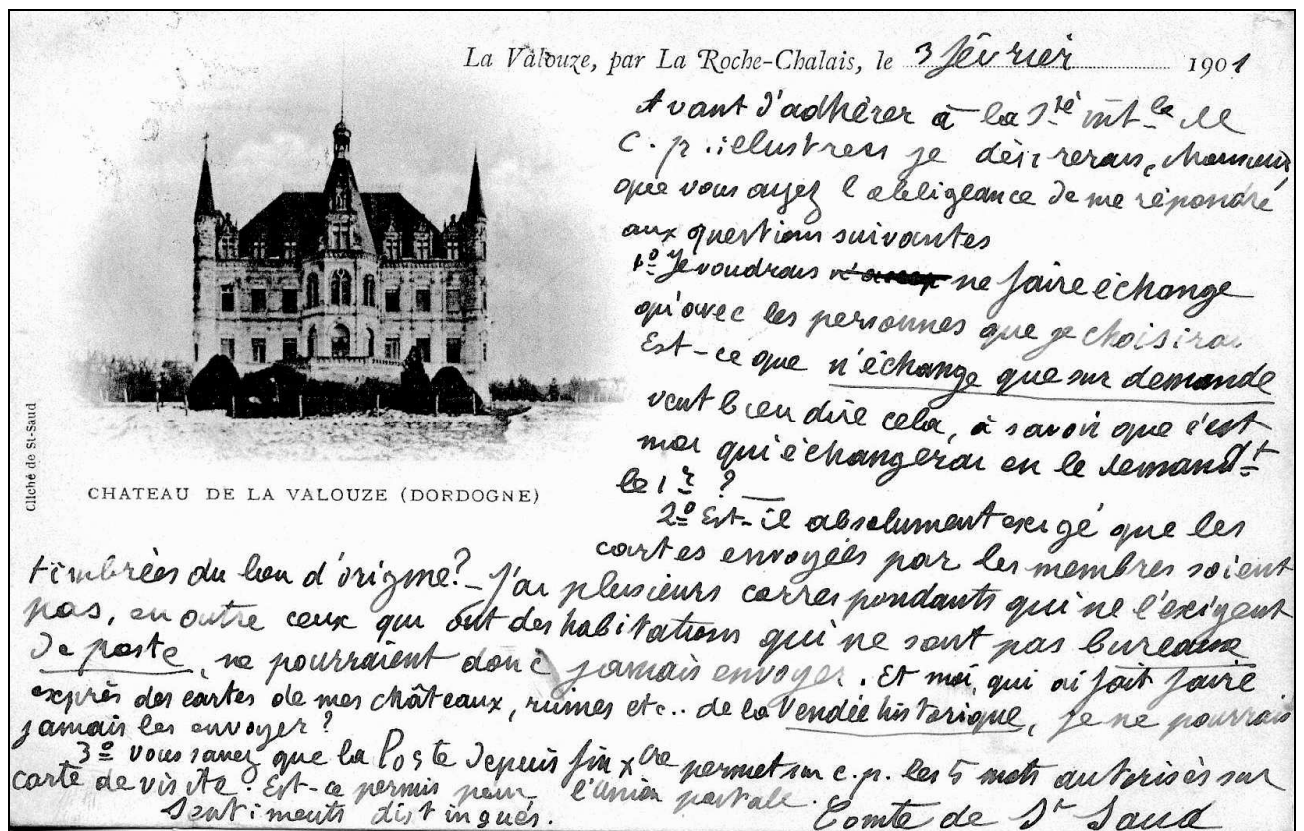 La Valouze, par La Roche-Chalais, le 3 février 1901
Avant d'adhérer à la Sté intle de
c.p. illustrées je désirerais, Monsieur,
que vous ayez l'obligeance de me répondre
aux questions suivantes
1º Je voudrais ne faire échange
qu'avec les personnes que je choisirai
Est-ce que n'échange que sur demande
veut bien dire cela, à savoir que c'est
moi qui échangerai en le demandt
le 1r ?
2º Est-il absolument exigé que les
cartes envoyées par les membres soient
timbrées du lieu d'origine? - J'ai plusieurs correspondants qui ne l'exigent
pas, en outre ceux qui ont des habitations qui ne sont pas bureaux
de poste, ne pourraient donc jamais envoyer. Et moi, qui ai fait faire
exprès des cartes de mes châteaux, ruines etc.. de la Vendée historique, je ne pourrais
jamais les envoyer ?
3º Vous savez que la Poste depuis fin Xbre permet sur c.p. les 5 mots autorisés sur
carte de visite. Est-ce permis pour l'Union postale.
Sentiments distingués.
Comte de St Saud
CHATEAU DE LA VALOUZE (DORDOGNE)
Cliché de St-Saud